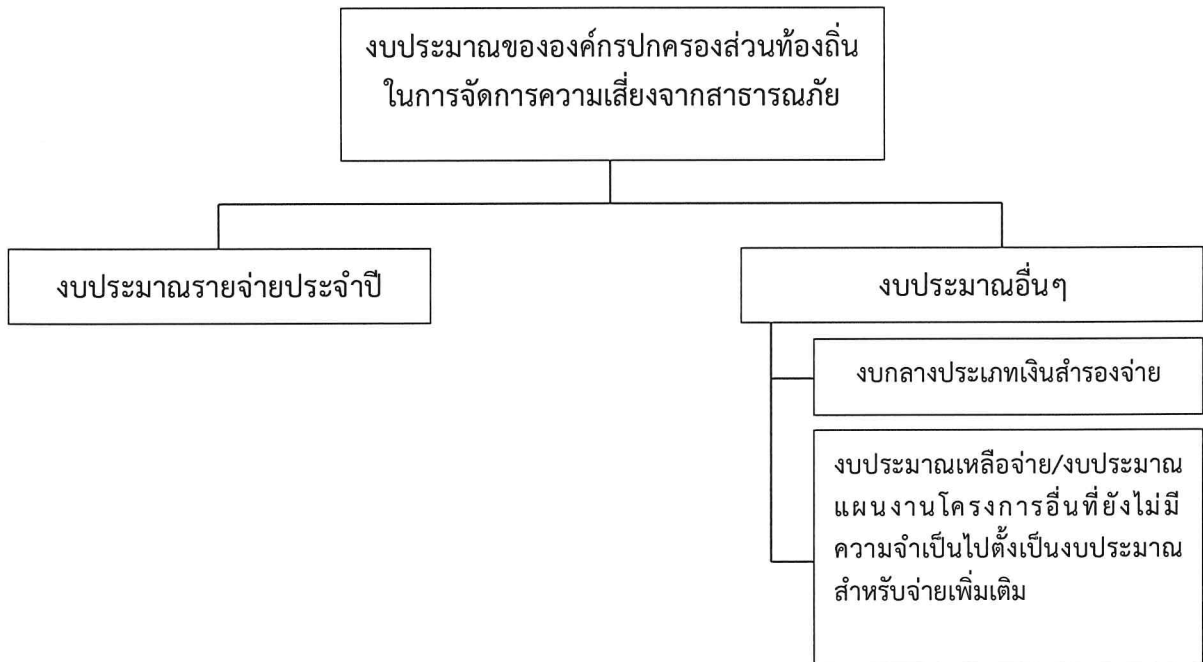 งบประมาณขององค์กรปกครองส่วนท้องถิ่น
ในการจัดการความเสี่ยงจากสาธารณภัย
งบประมาณรายจ่ายประจำปี
งบประมาณอื่นๆ
งบกลางประเภทเงินสำรองจ่าย
งบประมาณเหลือจ่าย/งบประมาณ
แผนงานโครงการอื่นที่ยังไม่มี
ความจำเป็นไปตั้งเป็นงบประมาณ
สำหรับจ่ายเพิ่มเติม